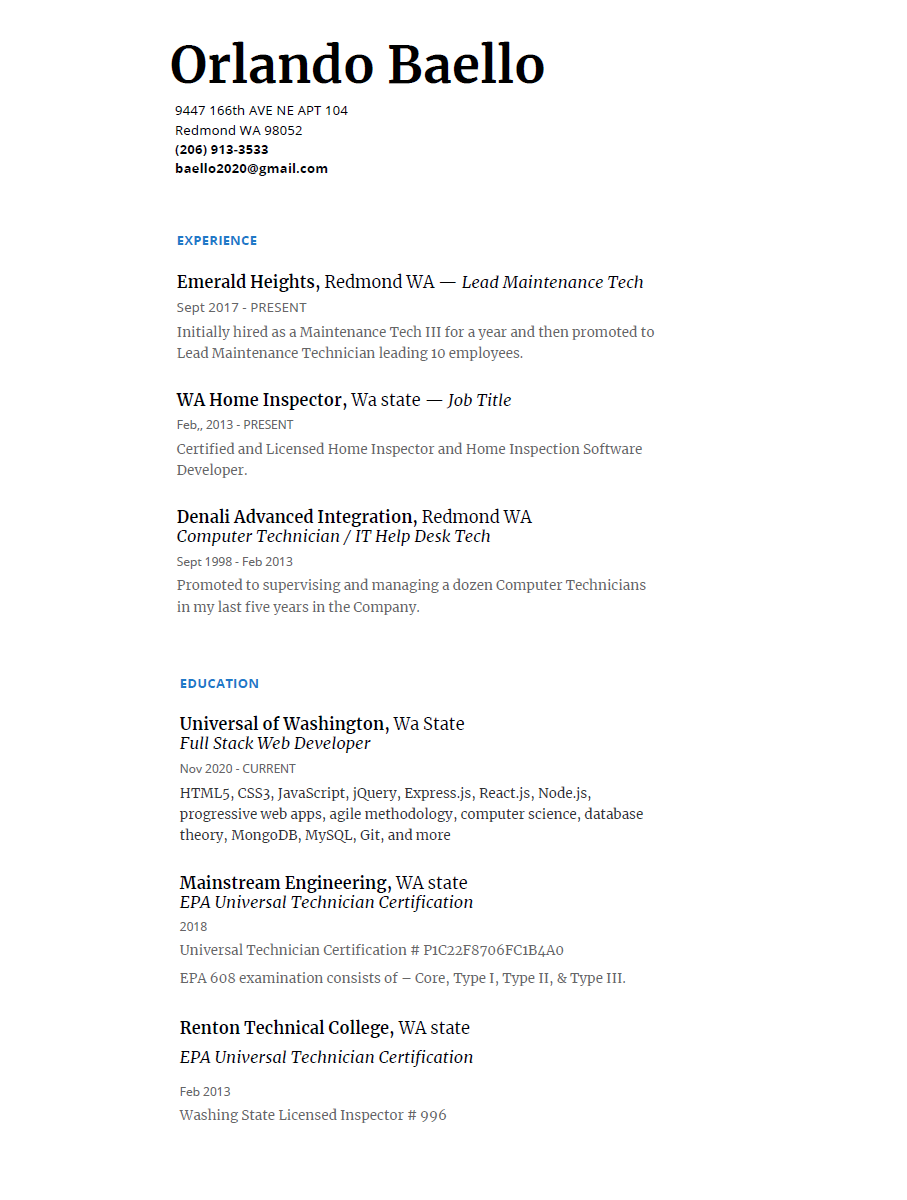 Orlando Baello
9447 166th AVE NE APT 104
Redmond WA 98052
(206) 913-3533
baello2020@gmail.com
EXPERIENCE
Emerald Heights, Redmond WA — Lead Maintenance Tech
Sept 2017 - PRESENT
Initially hired as a Maintenance Tech III for a year and then promoted to
Lead Maintenance Technician leading 10 employees.
WA Home Inspector, Wa state — Job Title
Feb,, 2013 - PRESENT
Certified and Licensed Home Inspector and Home Inspection Software
Developer.
Denali Advanced Integration, Redmond WA
Computer Technician / IT Help Desk Tech
Sept 1998 - Feb 2013
Promoted to supervising and managing a dozen Computer Technicians
in my last five years in the Company.
EDUCATION
Universal of Washington, Wa State
Full Stack Web Developer
Nov 2020 - CURRENT
HTML5, CSS3, JavaScript, jQuery, Express.js, React.js, Node.js,
progressive web apps, agile methodology, computer science, database
theory, MongoDB, MySQL, Git, and more
Mainstream Engineering, WA state
EPA Universal Technician Certification
2018
Universal Technician Certification # P1C22F8706FC1B4A0
EPA 608 examination consists of – Core, Type I, Type II, & Type III.
Renton Technical College, WA state
EPA Universal Technician Certification
Feb 2013
Washing State Licensed Inspector # 996